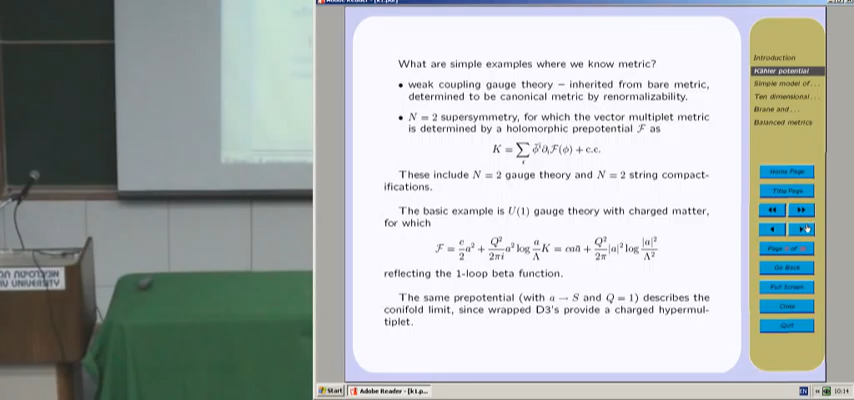 Adobe Reader - [k1.pdf]
What are simple examples where we know metric?
• weak coupling gauge theory – inherited from bare metric,
determined to be canonical metric by renormalizability.
• N = 2 supersymmetry, for which the vector multiplet metric
is determined by a holomorphic prepotential F as
K = ∑ᵢ φ̄ⁱ∂ᵢF(φ) + c.c.
These include N = 2 gauge theory and N = 2 string compact-
ifications.
The basic example is U(1) gauge theory with charged matter,
for which
F = c/2 a² + Q²/2πi a² log a/Λ K = caā + Q²/2π |a|² log |a|²/Λ²
reflecting the 1-loop beta function.
The same prepotential (with a → S and Q = 1) describes the
conifold limit, since wrapped D3's provide a charged hypermul-
tiplet.
Introduction
Kähler potential
Simple model of...
Ten dimensional...
Brane and...
Balanced metrics
Home Page
Title Page
Page of
Go Back
Full Screen
Close
Quit
Start
Adobe Reader - [k1.p...
EN
10:14
UNIVERSITY